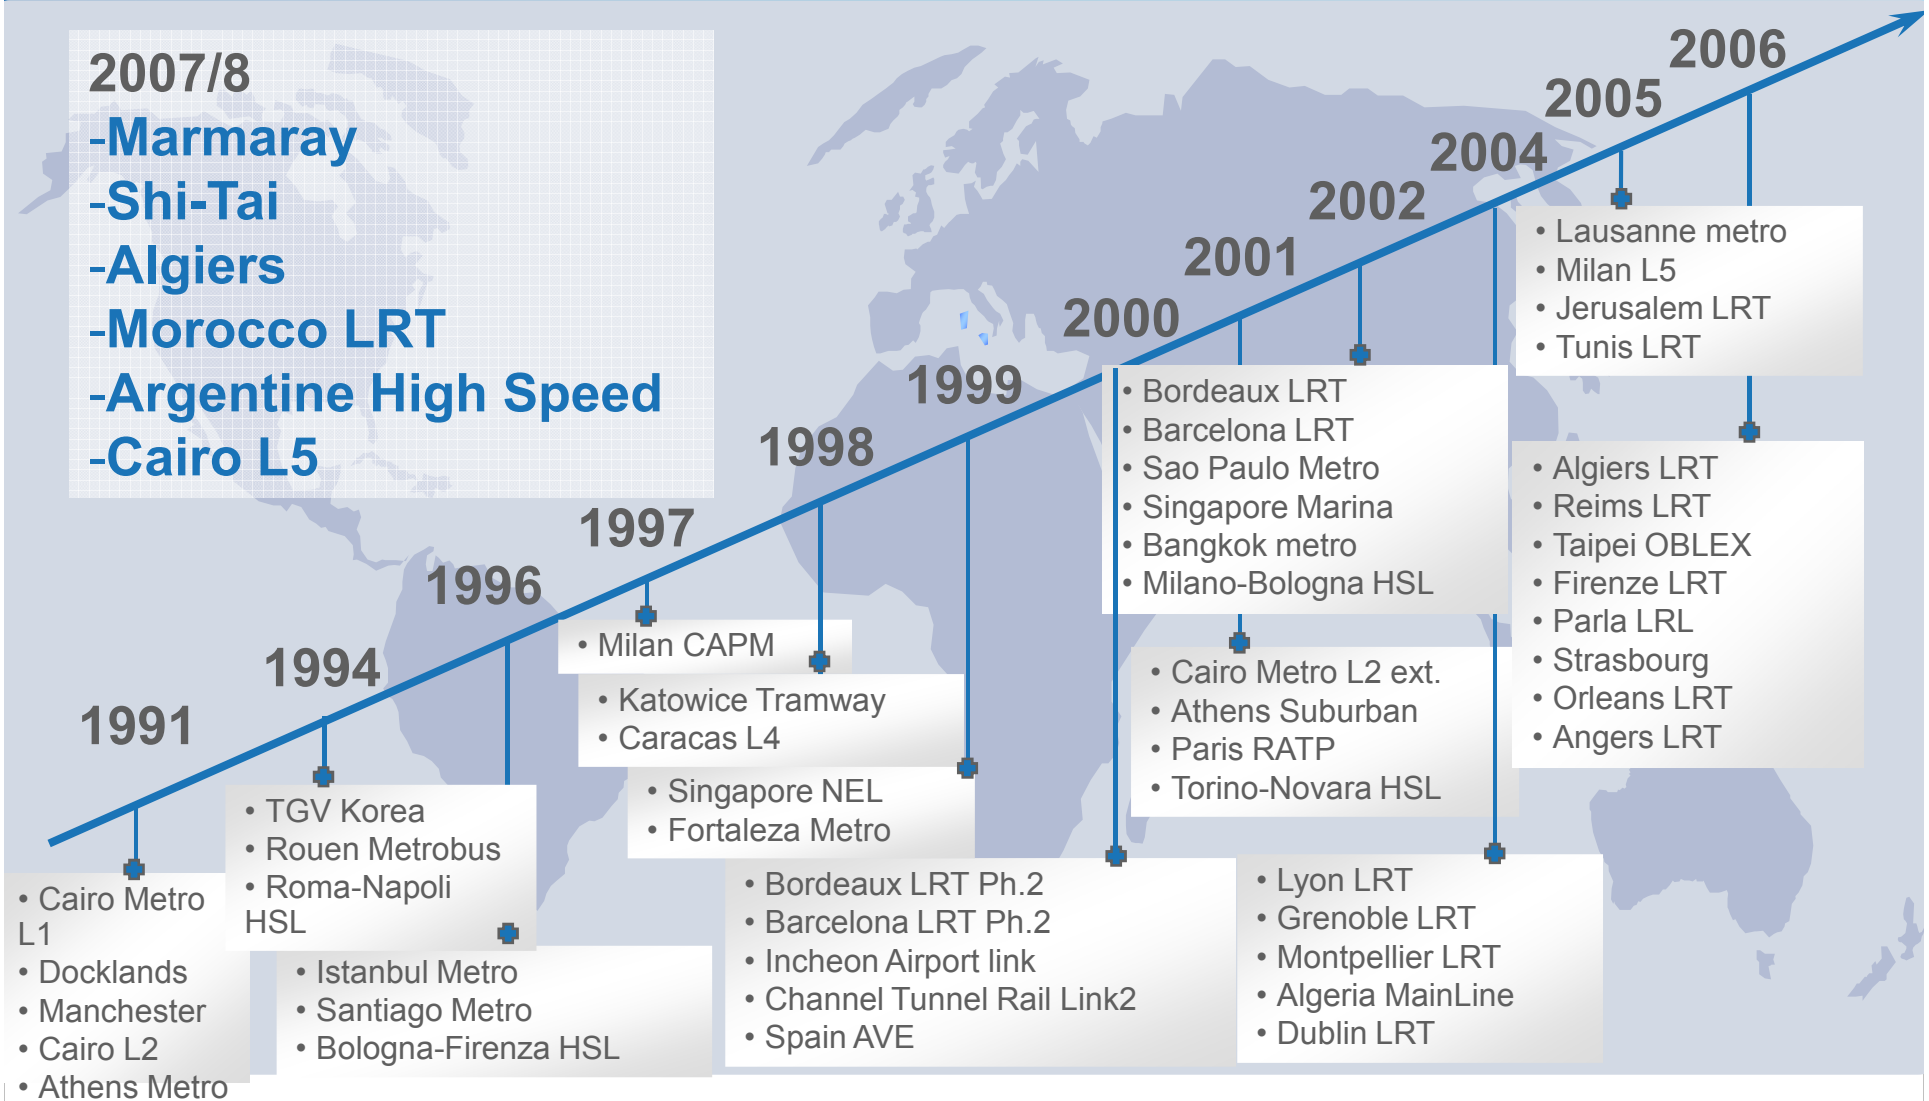 2007/8
-Marmaray
-Shi-Tai
-Algiers
-Morocco LRT
-Argentine High Speed
-Cairo L5
1991
• Cairo Metro
L1
• Docklands
• Manchester
• Cairo L2
• Athens Metro
1994
• TGV Korea
• Rouen Metrobus
• Roma-Napoli
HSL
1996
• Istanbul Metro
• Santiago Metro
• Bologna-Firenza HSL
1997
• Milan CAPM
1998
• Katowice Tramway
• Caracas L4
1999
• Singapore NEL
• Fortaleza Metro
2000
• Bordeaux LRT Ph.2
• Barcelona LRT Ph.2
• Incheon Airport link
• Channel Tunnel Rail Link2
• Spain AVE
2001
• Cairo Metro L2 ext.
• Athens Suburban
• Paris RATP
• Torino-Novara HSL
2002
• Bordeaux LRT
• Barcelona LRT
• Sao Paulo Metro
• Singapore Marina
• Bangkok metro
• Milano-Bologna HSL
2004
• Lyon LRT
• Grenoble LRT
• Montpellier LRT
• Algeria MainLine
• Dublin LRT
2005
• Lausanne metro
• Milan L5
• Jerusalem LRT
• Tunis LRT
2006
• Algiers LRT
• Reims LRT
• Taipei OBLEX
• Firenze LRT
• Parla LRL
• Strasbourg
• Orleans LRT
• Angers LRT